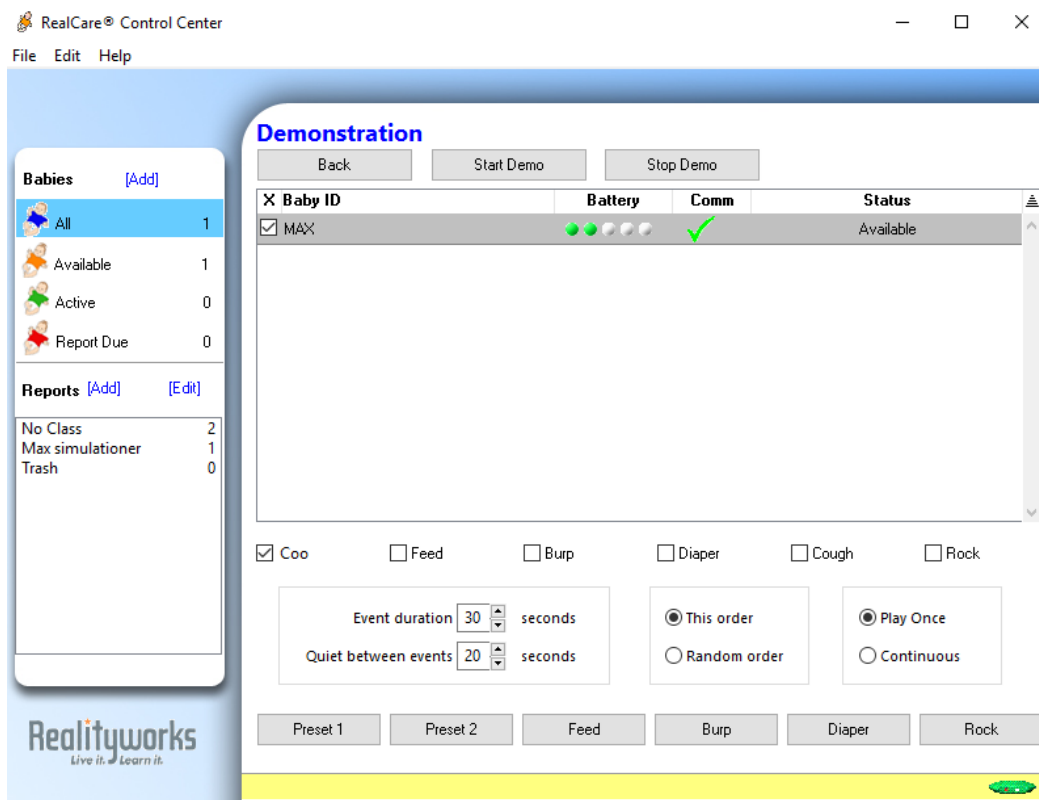 RealCare® Control Center
File Edit Help
Demonstration
Back Start Demo Stop Demo
Babies [Add]
All 1
Available 1
Active 0
Report Due 0
Reports [Add] [Edit]
No Class 2
Max simulationer 1
Trash 0
X Baby ID Battery Comm Status
MAX Available
Coo Feed Burp Diaper Cough Rock
Event duration 30 seconds
Quiet between events 20 seconds
This order
Random order
Play Once
Continuous
Preset 1 Preset 2 Feed Burp Diaper Rock
Realityworks
Live it. Learn it.